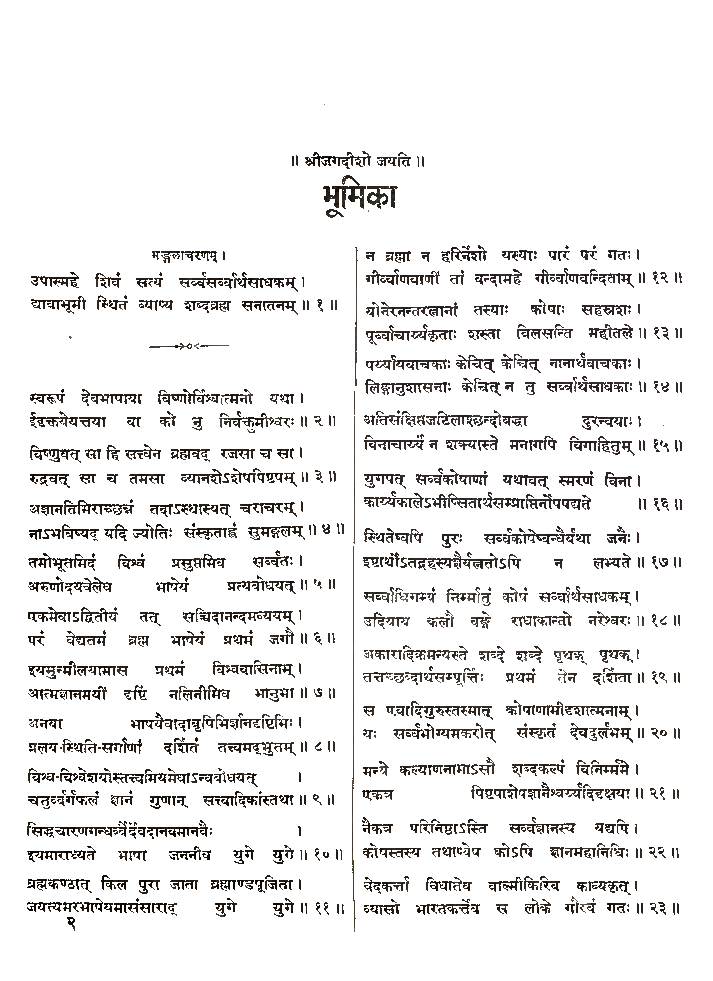 ॥ श्रीजगदीशो जयति ॥
भूमिका
मङ्गलाचरणम् ।
उपास्महे शिवं सत्यं सर्व्वसर्व्वार्थसाधकम् ।
द्यावाभूमी स्थितं व्याप्य शब्दब्रह्म सनातनम् ॥ १ ॥
स्वरूपं देवभाषाया विष्णोर्विश्वात्मनो यथा ।
ईदृक्तयेयत्तया वा को नु निर्वक्तुमीश्वरः ॥ २ ॥
विष्णुवत् सा हि सत्त्वेन ब्रह्मवद् रजसा च सा ।
रुद्रवत् सा च तमसा व्यानशेऽशेषपिष्टपम् ॥ ३ ॥
अज्ञानतिमिराच्छन्नं तदाऽस्थास्यत् चराचरम् ।
नाऽभविष्यद् यदि ज्योतिः संस्कृताह्वं सुमङ्गलम् ॥ ४ ॥
तमोभूतमिदं विश्वं प्रसुप्तमिव सर्व्वतः ।
अरुणोदयवेलेव भाषेयं प्रत्यबोधयत् ॥ ५ ॥
एकमेवाऽद्वितीयं तत् सच्चिदानन्दमव्ययम् ।
परं वेद्यतमं ब्रह्म भाषेयं प्रथमं जगौ ॥ ६ ॥
इयमुन्मीलयामास प्रथमं विश्ववासिनाम् ।
आत्मज्ञानमयीं दृष्टिं नलिनीमिव भानुभा ॥ ७ ॥
अनया भाषयैवादावृषिभिर्ज्ञानदृष्टिभिः ।
प्रलय-स्थिति-सर्गाणां दर्शितं तत्त्वमद्भुतम् ॥ ८ ॥
विश्व-विश्वेशयोस्तत्त्वमियमेवाऽन्वबोधयत् ।
चतुर्व्वर्गफलं ज्ञानं गुणान् सत्त्वादिकांस्तथा ॥ ९ ॥
सिद्धचारणगन्धर्व्वैर्देवदानवमानवैः ।
इयमाराध्यते भाषा जननीव युगे युगे ॥ १० ॥
ब्रह्मकण्ठात् किल पुरा जाता ब्रह्माण्डपूजिता ।
जयत्यमरभाषेयमासंसाराद् युगे युगे ॥ ११ ॥
२
न ब्रह्मा न हरिर्नेशो यस्याः पारं परं गतः ।
गीर्व्वाणवाणीं तां वन्दामहे गीर्व्वाणवन्दिताम् ॥ १२ ॥
योनेरनन्तरत्नानां तस्याः कोषाः सहस्रशः ।
पूर्व्वाचार्य्यकृताः शस्ता विलसन्ति महीतले ॥ १३ ॥
पर्य्यायवाचकाः केचित् केचित् नानार्थवाचकाः ।
लिङ्गानुशासनाः केचित् न तु सर्व्वार्थसाधकाः ॥ १४ ॥
अतिसंक्षिप्तजटिलाश्छन्दोबद्धा दुरन्वयाः ।
विनाचार्य्यं न शक्यास्ते मनागपि विगाहितुम् ॥ १५ ॥
युगपत् सर्व्वकोषाणां यथावत् स्मरणं विना ।
कार्य्यकालेऽभीप्सितार्थसम्प्राप्तिर्नोपपद्यते ॥ १६ ॥
स्थितेष्वपि पुरः सर्व्वकोषेष्वन्धैर्यथा जनैः ।
इष्टार्थोऽतद्रहस्यज्ञैर्यत्नतोऽपि न लभ्यते ॥ १७ ॥
सर्व्वाधिगम्यं निर्म्मातुं कोषं सर्व्वार्थसाधकम् ।
उदियाय कलौ वङ्गे राधाकान्तो नरेश्वरः ॥ १८ ॥
अकारादिक्रमन्यस्ते शब्दे शब्दे पृथक् पृथक् ।
तत्तच्छब्दार्थसम्पूर्त्तिः प्रथमं तेन दर्शिता ॥ १९ ॥
स एवादिगुरुस्तस्मात् कोषाणामीदृशात्मनाम् ।
यः सर्व्वभोग्यमकरोत् संस्कृतं देवदुर्लभम् ॥ २० ॥
मन्ये कल्याणनामाऽसौ शब्दकल्पं विनिर्म्ममे ।
एकत्र पिष्टपाशेषज्ञानैश्वर्य्यदिदृक्षया ॥ २१ ॥
नैकत्र परिनिष्ठाऽस्ति सर्व्वज्ञानस्य यद्यपि ।
कोषस्तस्य तथाप्येष कोऽपि ज्ञानमहानिधिः ॥ २२ ॥
वेदकर्त्ता विधातेव वाल्मीकिरिव काव्यकृत् ।
व्यासो भारतकर्त्तेव स लोके गौरवं गतः ॥ २३ ॥